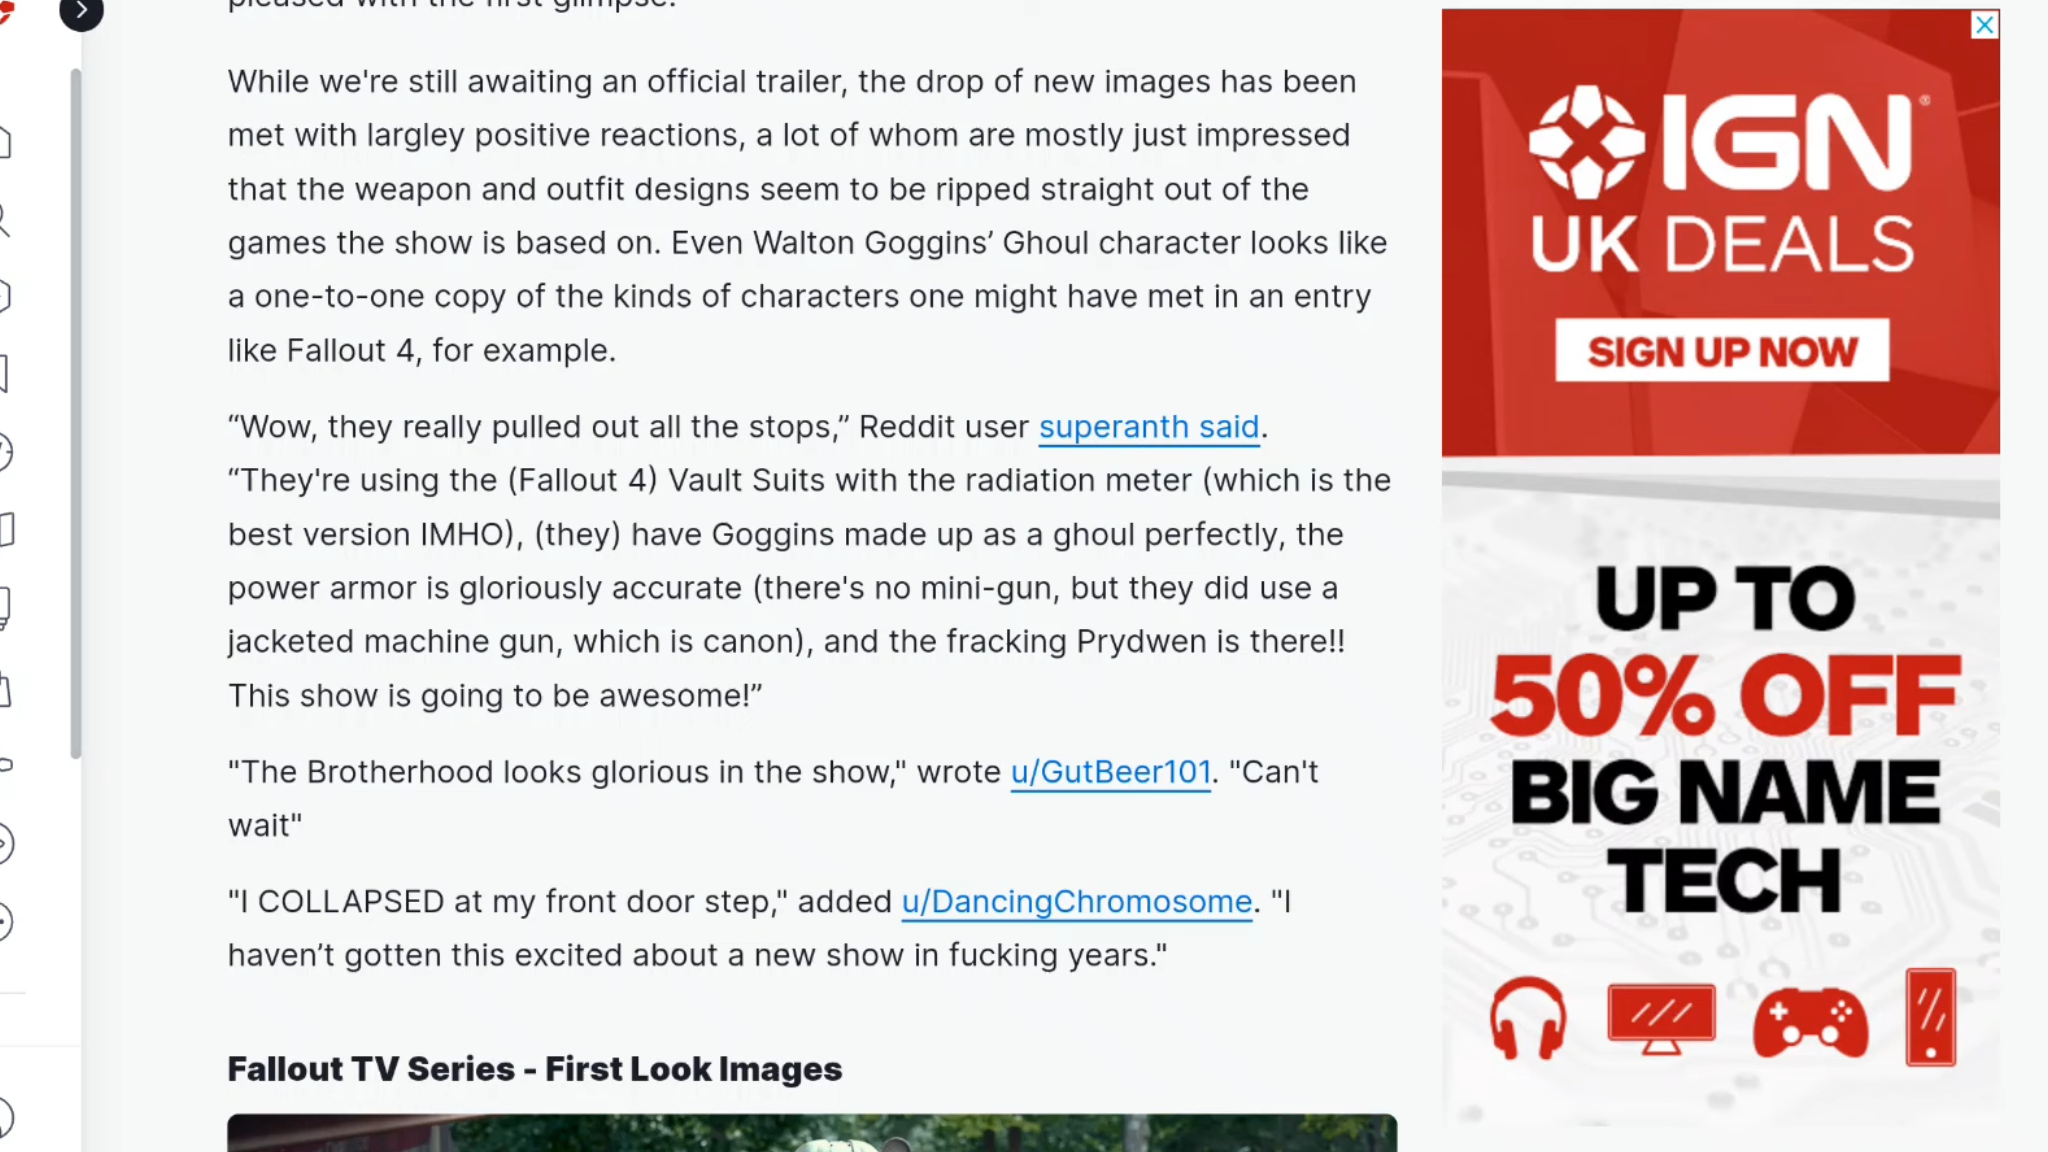 pleased with the first glimpse.
While we're still awaiting an official trailer, the drop of new images has been
met with largley positive reactions, a lot of whom are mostly just impressed
that the weapon and outfit designs seem to be ripped straight out of the
games the show is based on. Even Walton Goggins’ Ghoul character looks like
a one-to-one copy of the kinds of characters one might have met in an entry
like Fallout 4, for example.
“Wow, they really pulled out all the stops,” Reddit user superanth said.
“They're using the (Fallout 4) Vault Suits with the radiation meter (which is the
best version IMHO), (they) have Goggins made up as a ghoul perfectly, the
power armor is gloriously accurate (there's no mini-gun, but they did use a
jacketed machine gun, which is canon), and the fracking Prydwen is there!!
This show is going to be awesome!”
"The Brotherhood looks glorious in the show," wrote u/GutBeer101. "Can't
wait"
"I COLLAPSED at my front door step," added u/DancingChromosome. "I
haven’t gotten this excited about a new show in fucking years."
Fallout TV Series - First Look Images
IGN
UK DEALS
SIGN UP NOW
UP TO
50% OFF
BIG NAME
TECH